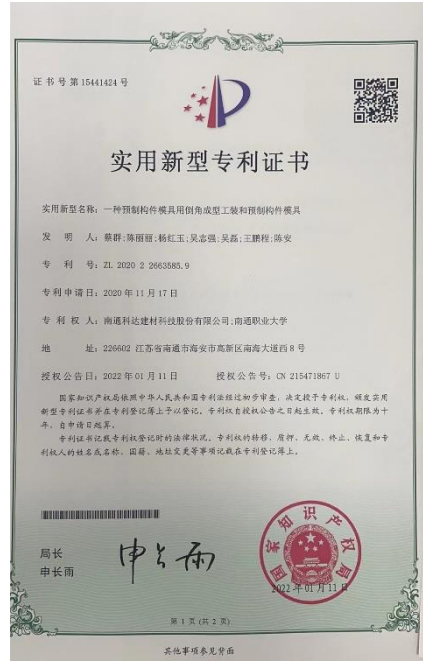 证书号第15441424号
实用新型专利证书
实用新型名称：一种预制构件模具用倒角成型工装和预制构件模具
发 明 人：蔡群;陈丽丽;杨红玉;吴志强;吴磊;王鹏程;陈安
专 利 号：ZL 2020 2 2663585.9
专利申请日：2020年11月17日
专 利 权 人：南通科达建材科技股份有限公司;南通职业大学
地 址：226602 江苏省南通市海安市高新区南海大道西8号
授权公告日：2022年01月11日 授权公告号：CN 215471867 U
国家知识产权局依照中华人民共和国专利法经过初步审查，决定授予专利权，颁发实用
新型专利证书并在专利登记簿上予以登记。专利权自授权公告之日起生效。专利权期限为十
年，自申请日起算。
专利证书记载专利权登记时的法律状况。专利权的转移、质押、无效、终止、恢复和专
利权人的姓名或名称、国籍、地址变更等事项记载在专利登记簿上。
局长
申长雨
申长雨
国家知识产权局
2022年01月11日
第 1 页 (共 2 页)
其他事项参见背面